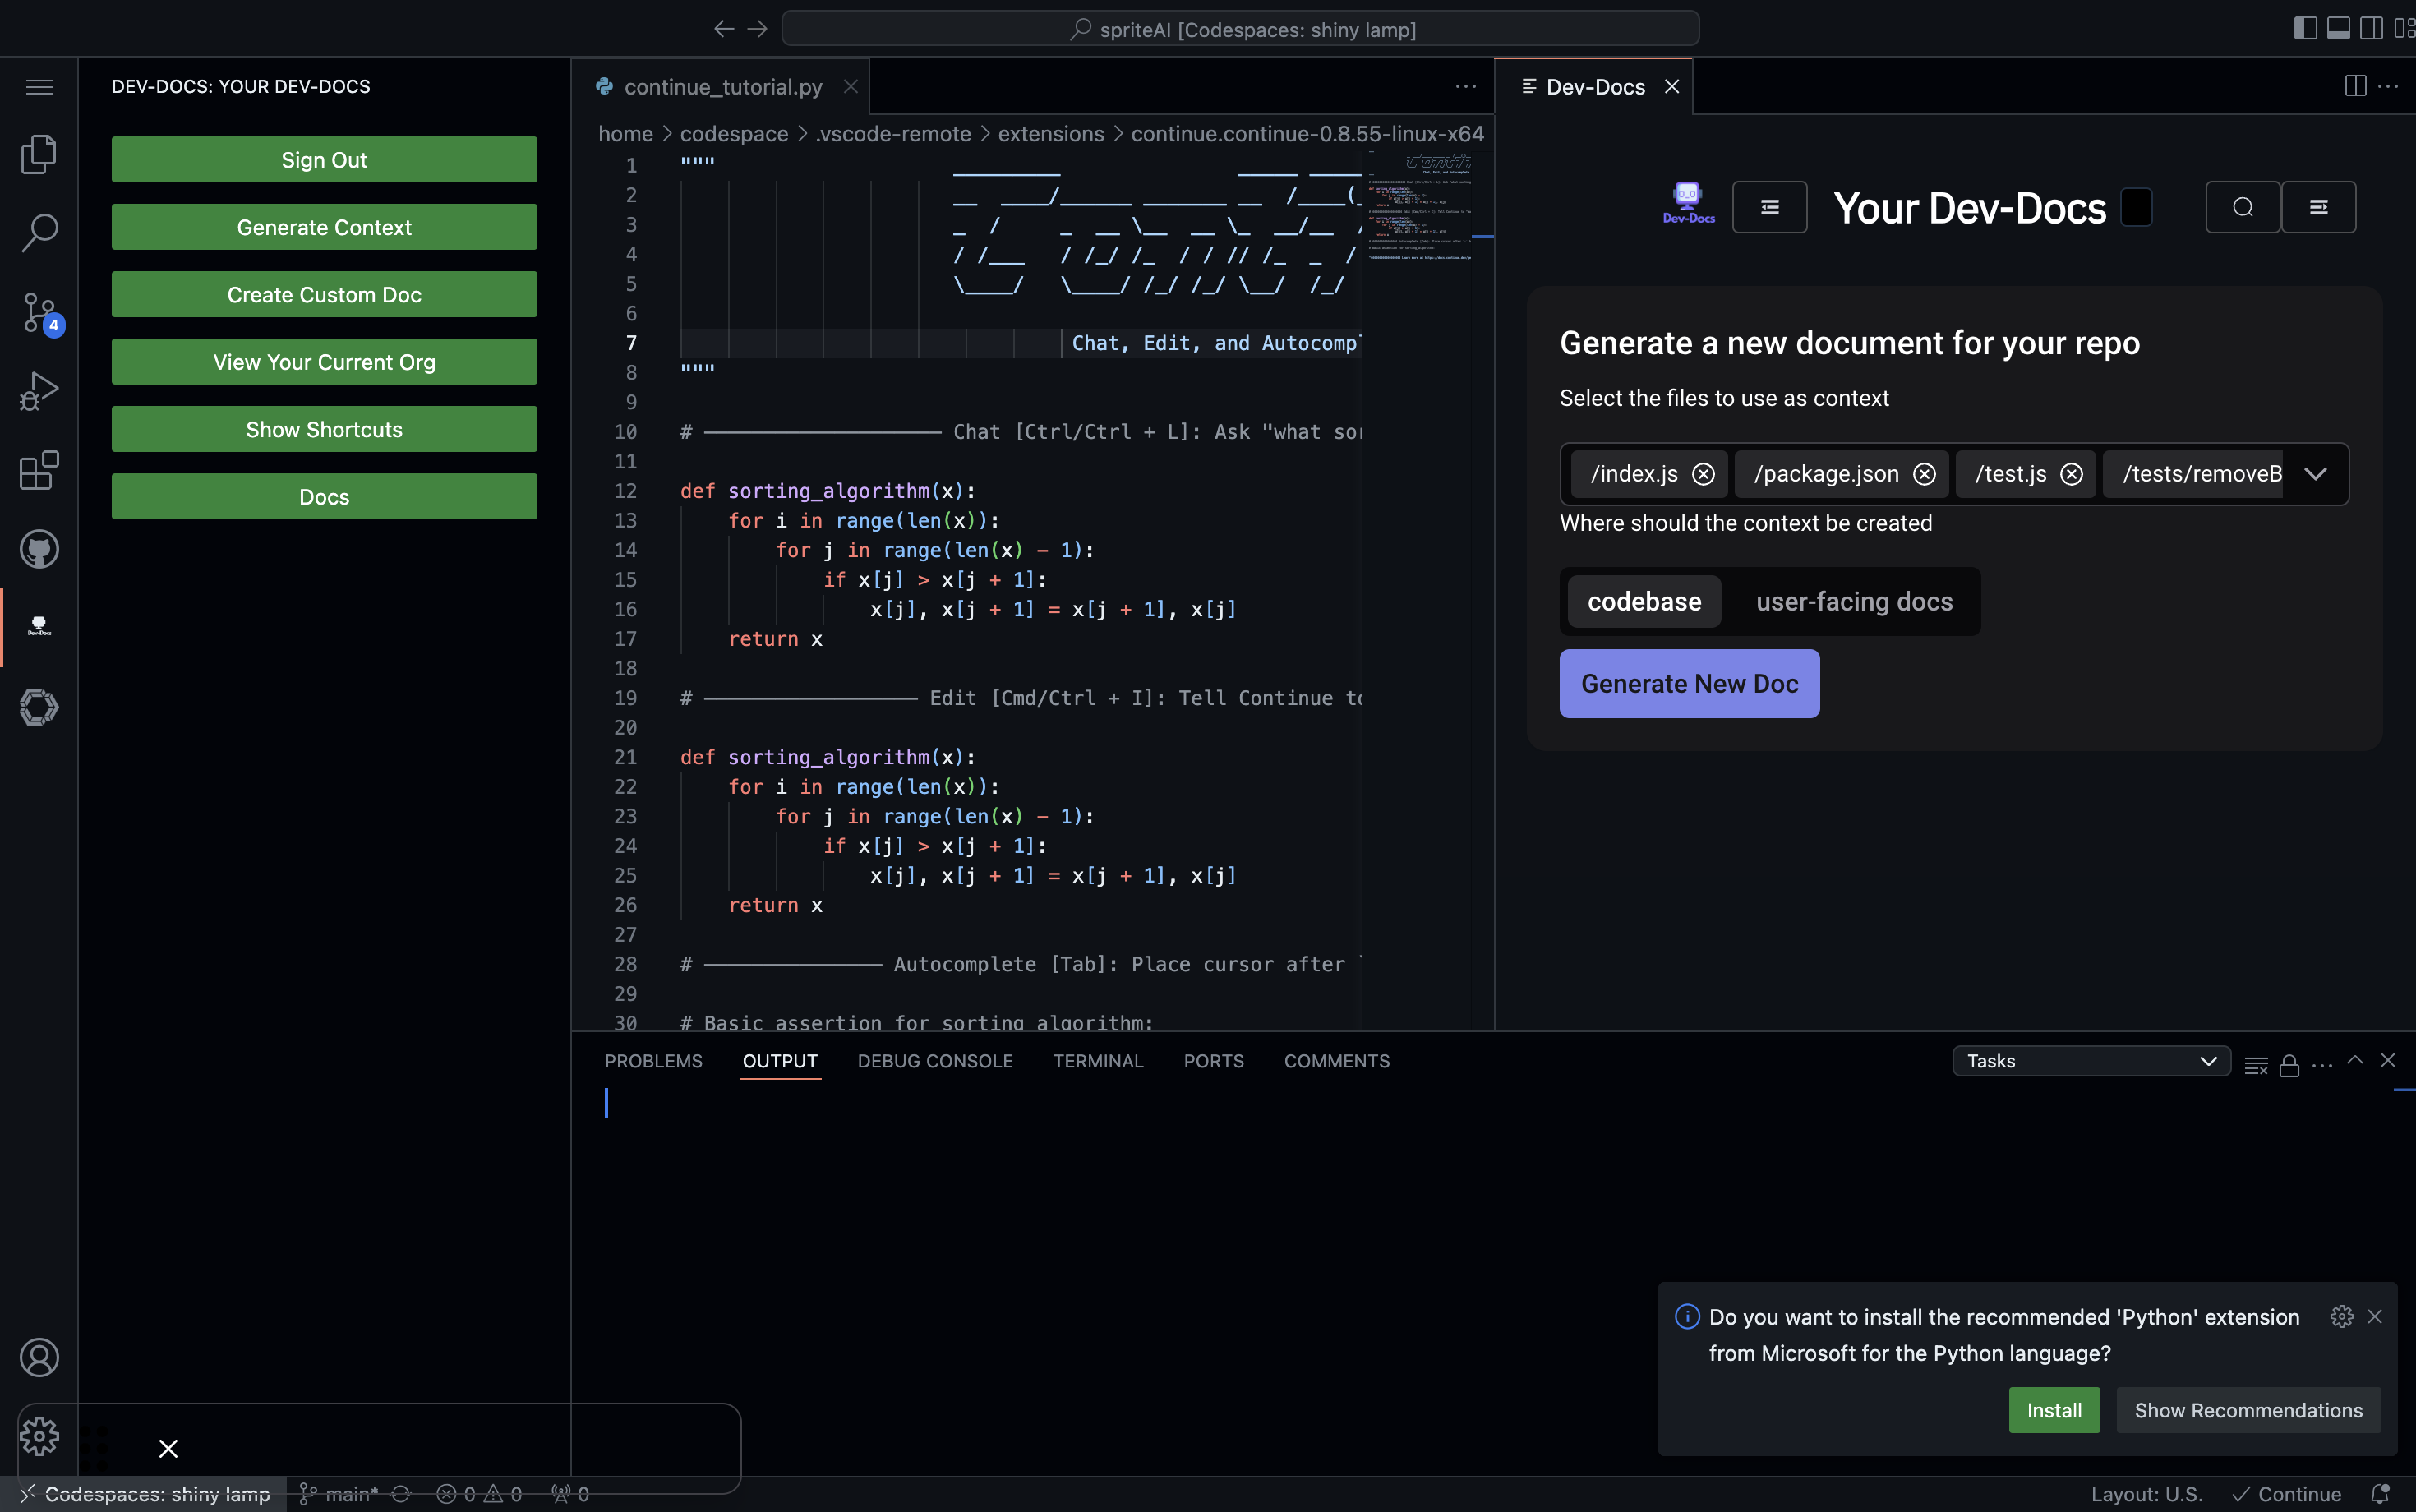 spriteAI [Codespaces: shiny lamp]
DEV-DOCS: YOUR DEV-DOCS
Sign Out
Generate Context
Create Custom Doc
View Your Current Org
Show Shortcuts
Docs
4
Dev-Docs
continue_tutorial.py
home > codespace > .vscode-remote > extensions > continue.continue-0.8.55-linux-x64
1 """
2
3
4
5
6
7 Chat, Edit, and Autocompl
8 """
9
10 # ———————————————————— Chat [Ctrl/Ctrl + L]: Ask "what sor
11
12 def sorting_algorithm(x):
13 for i in range(len(x)):
14 for j in range(len(x) - 1):
15 if x[j] > x[j + 1]:
16 x[j], x[j + 1] = x[j + 1], x[j]
17 return x
18
19 # —————————————————— Edit [Cmd/Ctrl + I]: Tell Continue to
20
21 def sorting_algorithm(x):
22 for i in range(len(x)):
23 for j in range(len(x) - 1):
24 if x[j] > x[j + 1]:
25 x[j], x[j + 1] = x[j + 1], x[j]
26 return x
27
28 # ——————————————— Autocomplete [Tab]: Place cursor after `
29
30 # Basic assertion for sorting_algorithm:
Dev-Docs
Dev-Docs
Your Dev-Docs
Generate a new document for your repo
Select the files to use as context
/index.js /package.json /test.js /tests/removeB
Where should the context be created
codebase user-facing docs
Generate New Doc
PROBLEMS OUTPUT DEBUG CONSOLE TERMINAL PORTS COMMENTS
Tasks
Do you want to install the recommended 'Python' extension
from Microsoft for the Python language?
Install Show Recommendations
Codespaces: shiny lamp main* 0 0 0
Layout: U.S. Continue